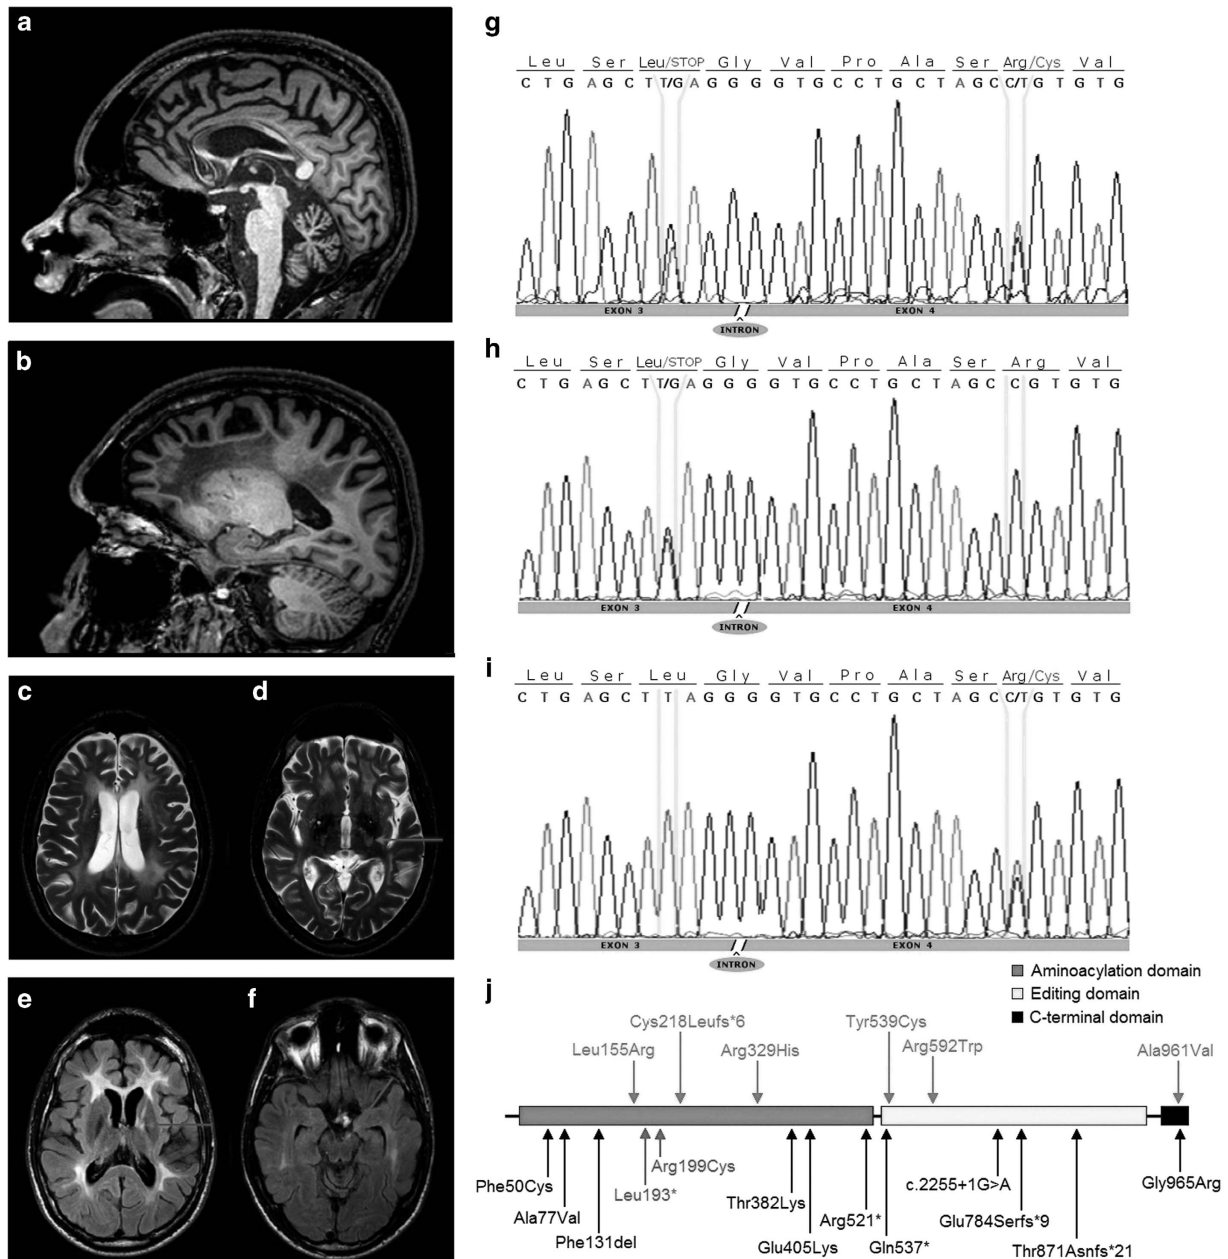 a
b
c
d
e
f
g
Leu Ser Leu/STOP Gly Val Pro Ala Ser Arg/Cys Val
C T G A G C T T/G A G G G G T G C C T G C T A G C C/T G T G T G
EXON 3 EXON 4
INTRON
h
Leu Ser Leu/STOP Gly Val Pro Ala Ser Arg Val
C T G A G C T T/G A G G G G T G C C T G C T A G C C G T G T G
EXON 3 EXON 4
INTRON
i
Leu Ser Leu Gly Val Pro Ala Ser Arg/Cys Val
C T G A G C T T A G G G G T G C C T G C T A G C C/T G T G T G
EXON 3 EXON 4
INTRON
j
Aminoacylation domain
Editing domain
C-terminal domain
Cys218Leufs*6 Tyr539Cys
Leu155Arg Arg329His Arg592Trp Ala961Val
Phe50Cys
Ala77Val
Phe131del
Leu193*
Arg199Cys
Thr382Lys
Glu405Lys
Arg521*
Gln537*
c.2255+1G>A
Glu784Serfs*9
Thr871Asnfs*21
Gly965Arg